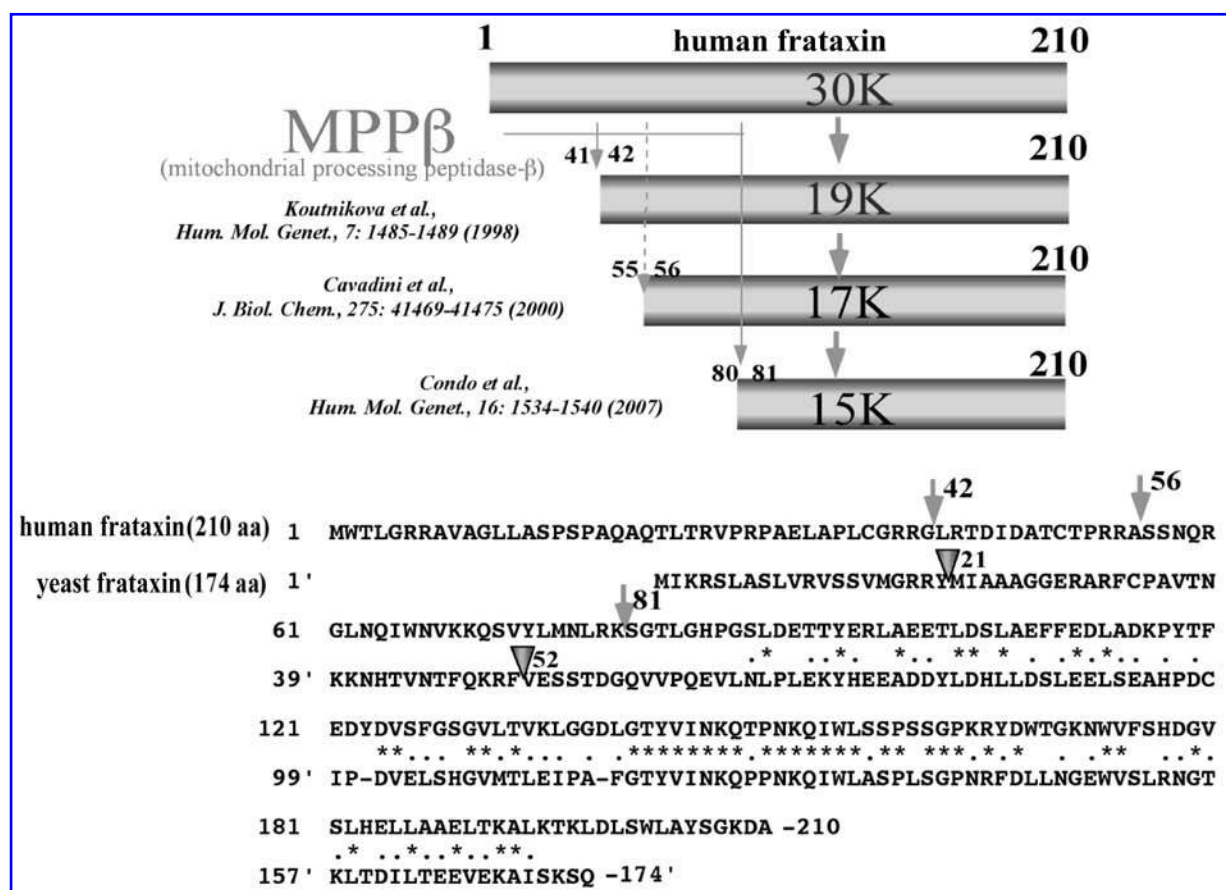 1 human frataxin 210
30K
MPPβ
(mitochondrial processing peptidase-β)
41 42
210
19K
Koutnikova et al.,
Hum. Mol. Genet., 7: 1485-1489 (1998)
55 56
210
17K
Cavadini et al.,
J. Biol. Chem., 275: 41469-41475 (2000)
80 81
210
15K
Condo et al.,
Hum. Mol. Genet., 16: 1534-1540 (2007)
42 56
human frataxin (210 aa) 1 MWTLGRRAVAGLLASPSPAQAQTLTRVPRPAELAPLCGRRGLRTDIDATCTPRRASSNQR
21
yeast frataxin (174 aa) 1' MIKRSLASLVRVSSVMGRRYMIAAAGGERARFCPAVTN
81
61 GLNQIWNVKKQSVYLMNLRKSGTLGHPGSLDETTYERLAEETLDSLAEFFEDLADKPYTF
52
.* .. *. *.. ** * . *. *.. . . .
39' KKNHTVNTFQKRFVESSTDGQVVPQEVLNLPLEKYHEEADDYLDHLLDSLEELSEAHPDC
121 EDYDVSFGSGVLTVKLGGDLGTYVINKQTPNKQIWLSSPSSGPKRYDWTGKNWVFSHDGV
**... **.*.. . . ********.*******.** ***.*.* . .. ** .. *.
99' IP-DVELSHGVMTLEIPA-FGTYVINKQPPNKQIWLASPLSGPNRFDLLNGEWVSLRNGT
181 SLHELLAAELTKALKTKLDLSWLAYSGKDA -210
.* ..*..*..**.
157' KLTDILTEEVEKAISKSQ -174'